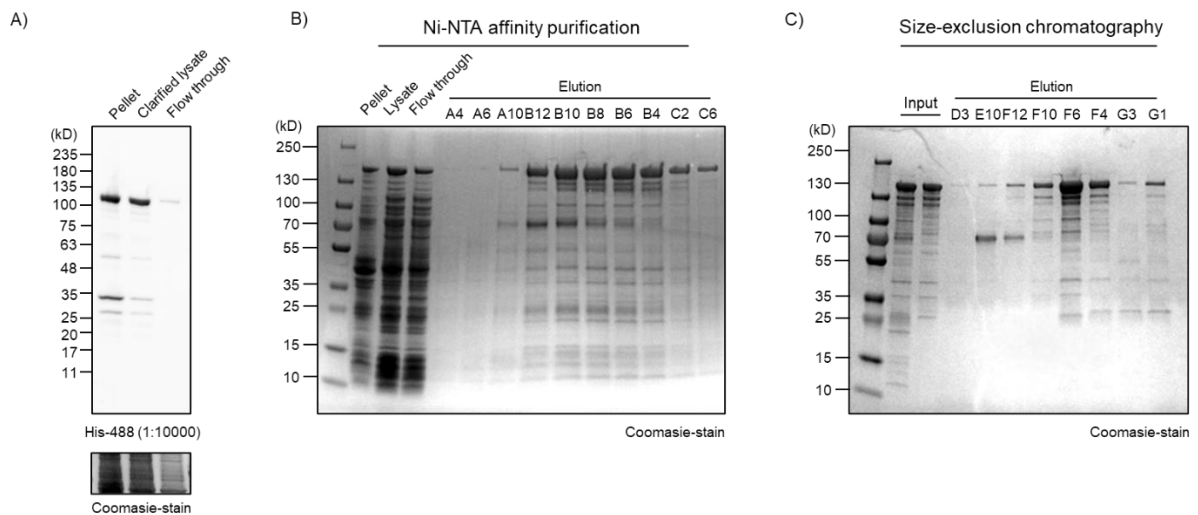 A)
Pellet
Clarified lysate
Flow through
(kD)
235
180
135
100
75
63
48
35
25
20
17
11
His-488 (1:10000)
Coomasie-stain
B)
Ni-NTA affinity purification
Pellet
Lysate
Flow through
Elution
A4 A6 A10 B12 B10 B8 B6 B4 C2 C6
(kD)
250
130
100
70
55
35
25
15
10
Coomasie-stain
C)
Size-exclusion chromatography
Elution
Input
D3 E10 F12 F10 F6 F4 G3 G1
(kD)
250
130
100
70
55
35
25
15
10
Coomasie-stain